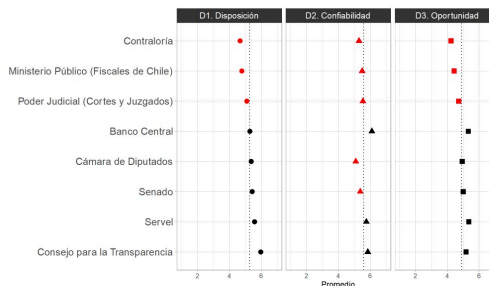 D1. Disposición D2. Confiabilidad D3. Oportunidad
Contraloría
Ministerio Público (Fiscales de Chile)
Poder Judicial (Cortes y Juzgados)
Banco Central
Cámara de Diputados
Senado
Servel
Consejo para la Transparencia
2 4 6 2 4 6 2 4 6
Promedio